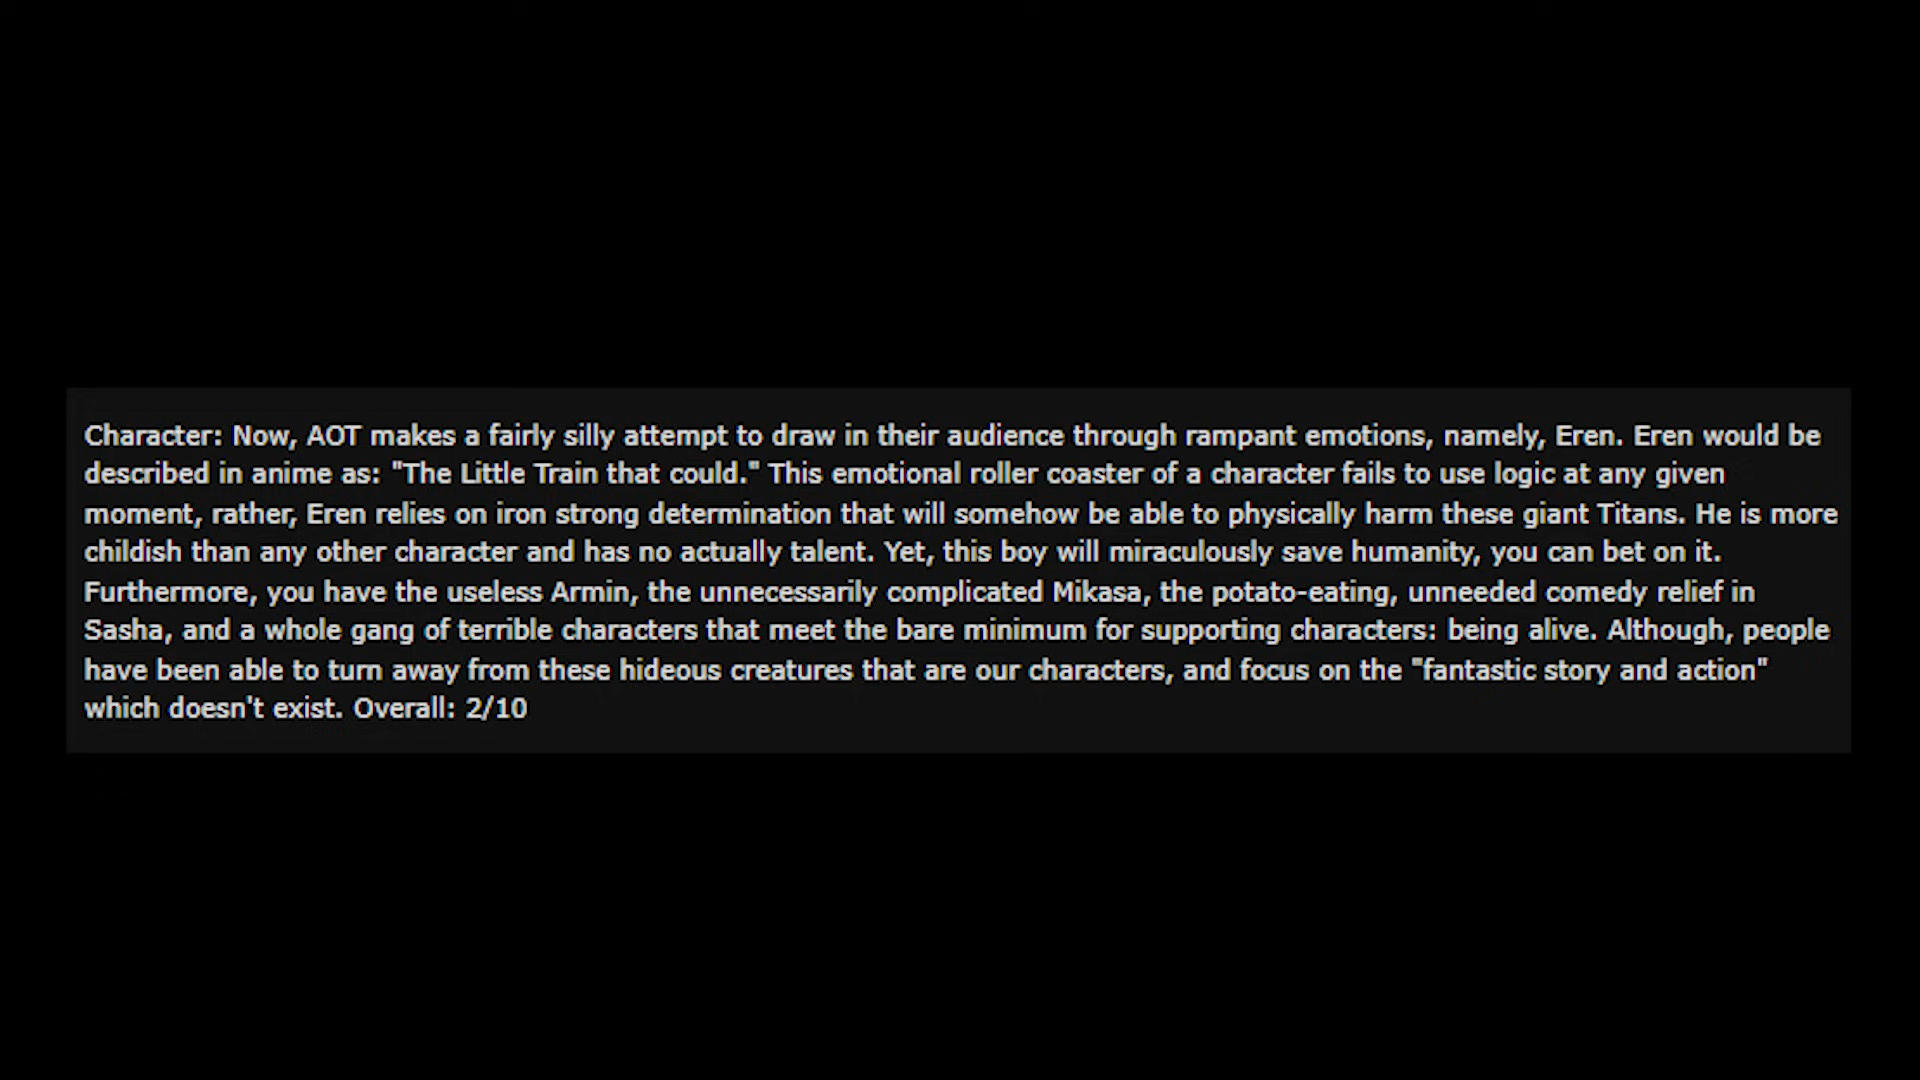 Character: Now, AOT makes a fairly silly attempt to draw in their audience through rampant emotions, namely, Eren. Eren would be
described in anime as: "The Little Train that could." This emotional roller coaster of a character fails to use logic at any given
moment, rather, Eren relies on iron strong determination that will somehow be able to physically harm these giant Titans. He is more
childish than any other character and has no actually talent. Yet, this boy will miraculously save humanity, you can bet on it.
Furthermore, you have the useless Armin, the unnecessarily complicated Mikasa, the potato-eating, unneeded comedy relief in
Sasha, and a whole gang of terrible characters that meet the bare minimum for supporting characters: being alive. Although, people
have been able to turn away from these hideous creatures that are our characters, and focus on the "fantastic story and action"
which doesn't exist. Overall: 2/10